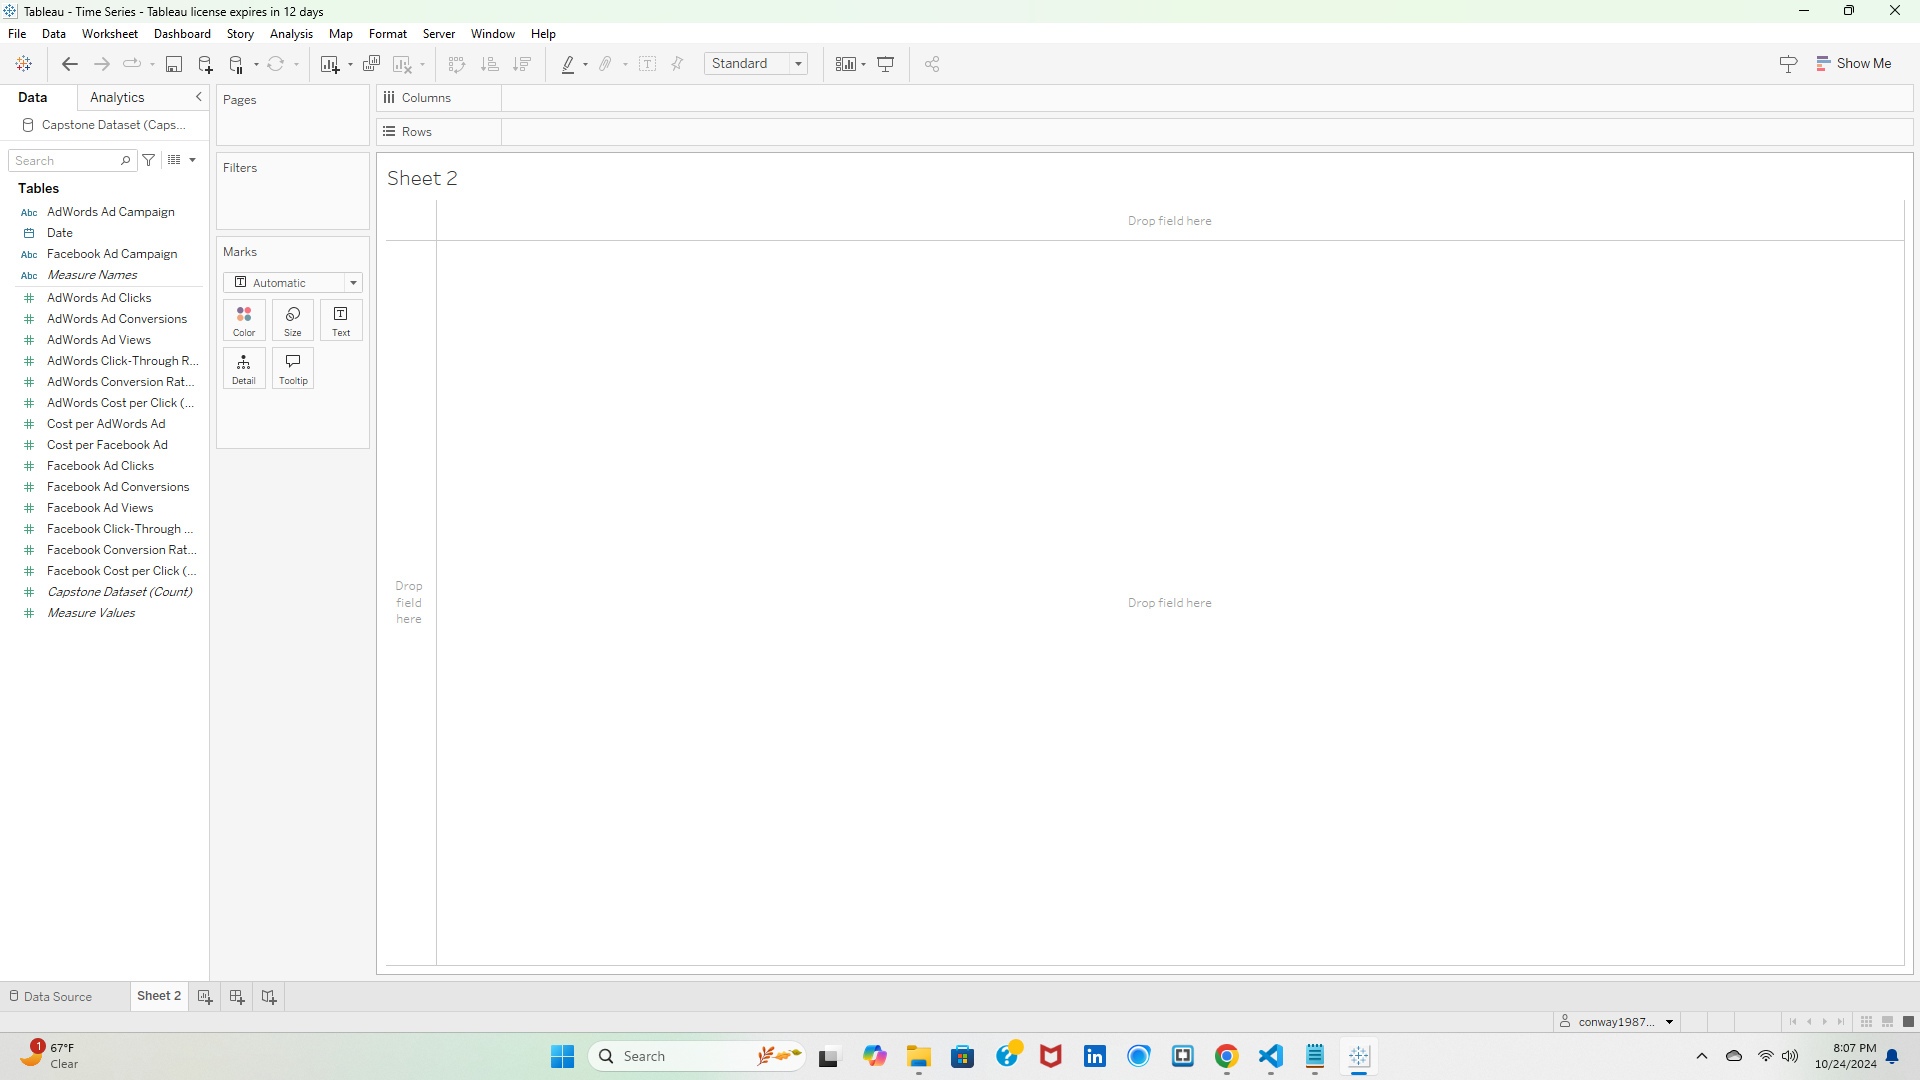 Tableau - Time Series - Tableau license expires in 12 days
File Data Worksheet Dashboard Story Analysis Map Format Server Window Help
Standard
Show Me
Data Analytics
Capstone Dataset (Caps...
Search
Tables
Abc AdWords Ad Campaign
Date
Abc Facebook Ad Campaign
Abc Measure Names
AdWords Ad Clicks
AdWords Ad Conversions
AdWords Ad Views
AdWords Click-Through R...
AdWords Conversion Rat...
AdWords Cost per Click (...
Cost per AdWords Ad
Cost per Facebook Ad
Facebook Ad Clicks
Facebook Ad Conversions
Facebook Ad Views
Facebook Click-Through ...
Facebook Conversion Rat...
Facebook Cost per Click (...
Capstone Dataset (Count)
Measure Values
Pages
Filters
Marks
Automatic
Color Size Text
Detail Tooltip
Columns
Rows
Sheet 2
Drop field here
Drop
field
here
Drop field here
Data Source Sheet 2
conway1987...
1
67°F
Clear
Search
8:07 PM
10/24/2024